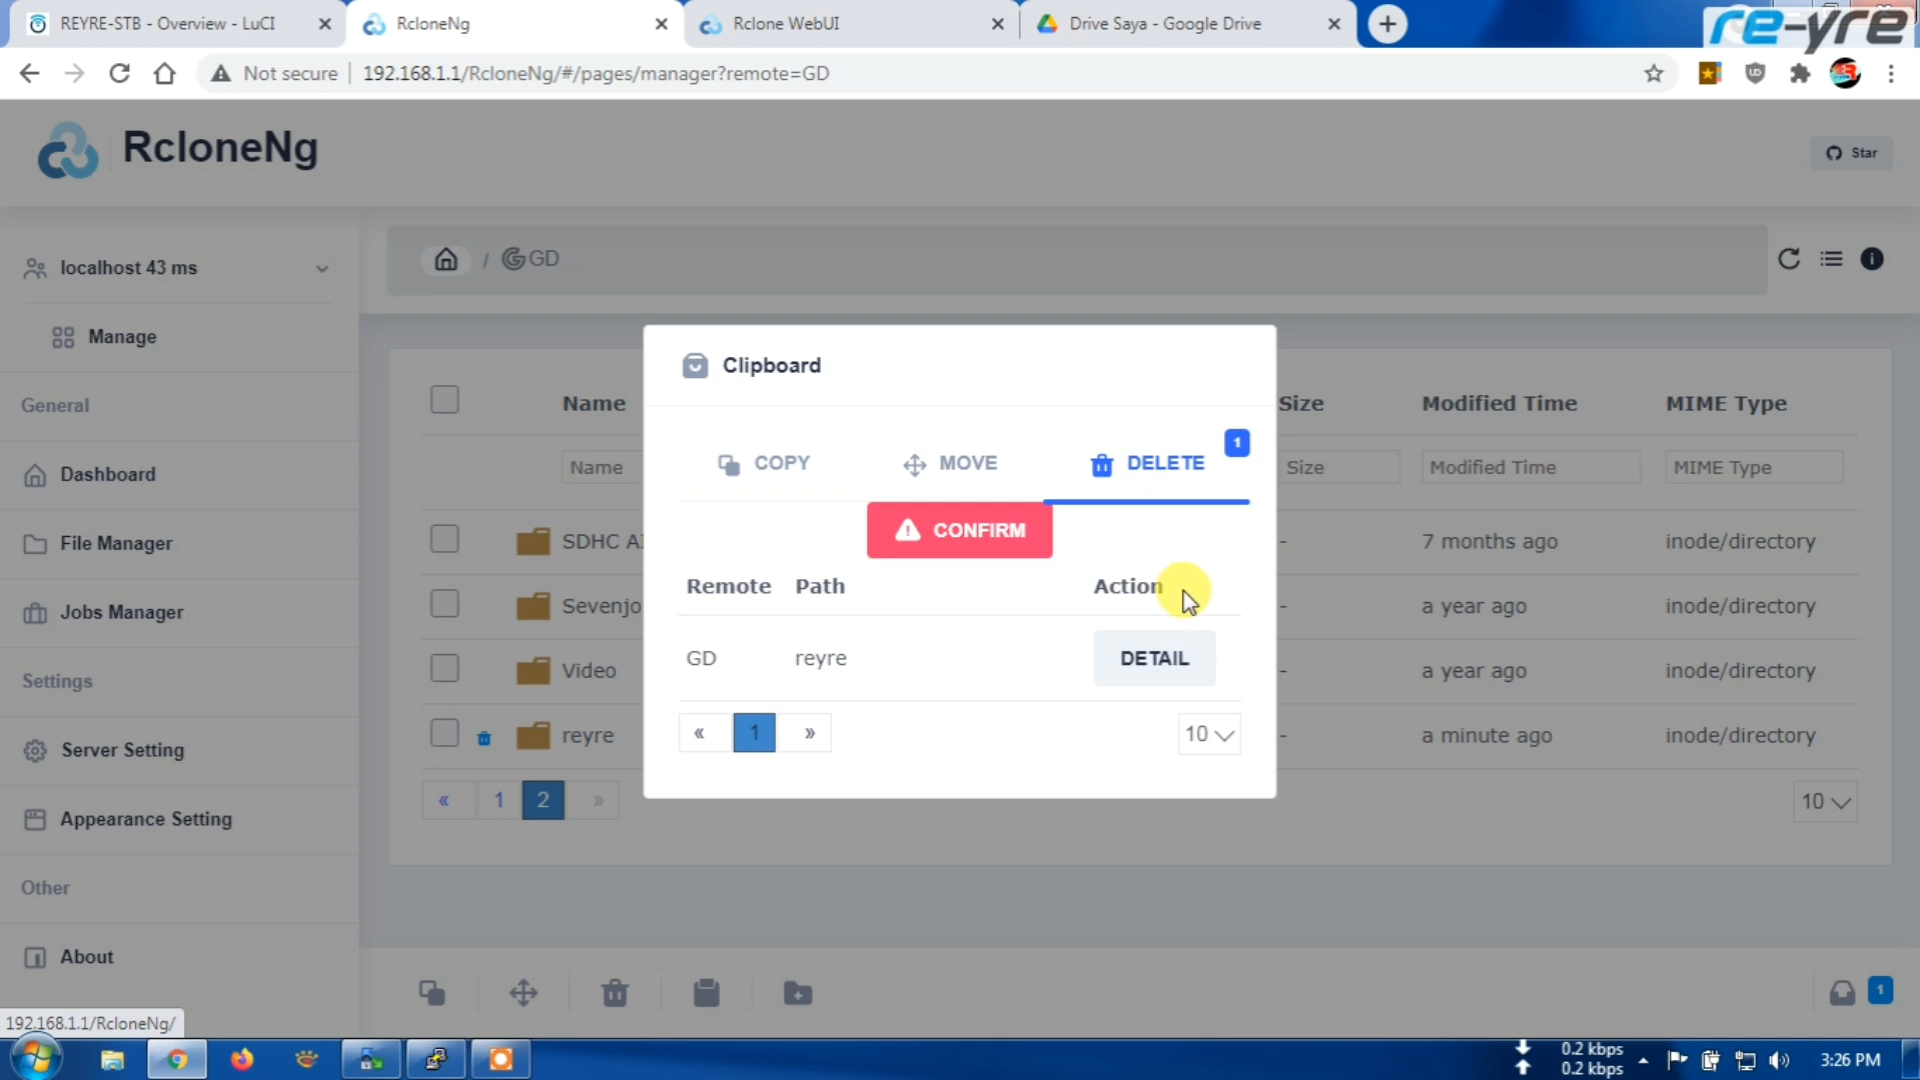 REYRE-STB - Overview - LuCI
RcloneNg
Rclone WebUI
Drive Saya - Google Drive
re-yre
Not secure
192.168.1.1/RcloneNg/#/pages/manager?remote=GD
RcloneNg
Star
localhost 43 ms
/ GD
Manage
General
Dashboard
File Manager
Jobs Manager
Settings
Server Setting
Appearance Setting
Other
About
Clipboard
COPY
MOVE
DELETE
1
CONFIRM
Remote Path Action
GD reyre DETAIL
« 1 »
10
Name Size Modified Time MIME Type
Name Size Modified Time MIME Type
SDHC - 7 months ago inode/directory
Sevenjo - a year ago inode/directory
Video - a year ago inode/directory
reyre - a minute ago inode/directory
« 1 2 »
10
1
192.168.1.1/RcloneNg/
0.2 kbps
0.2 kbps
3:26 PM